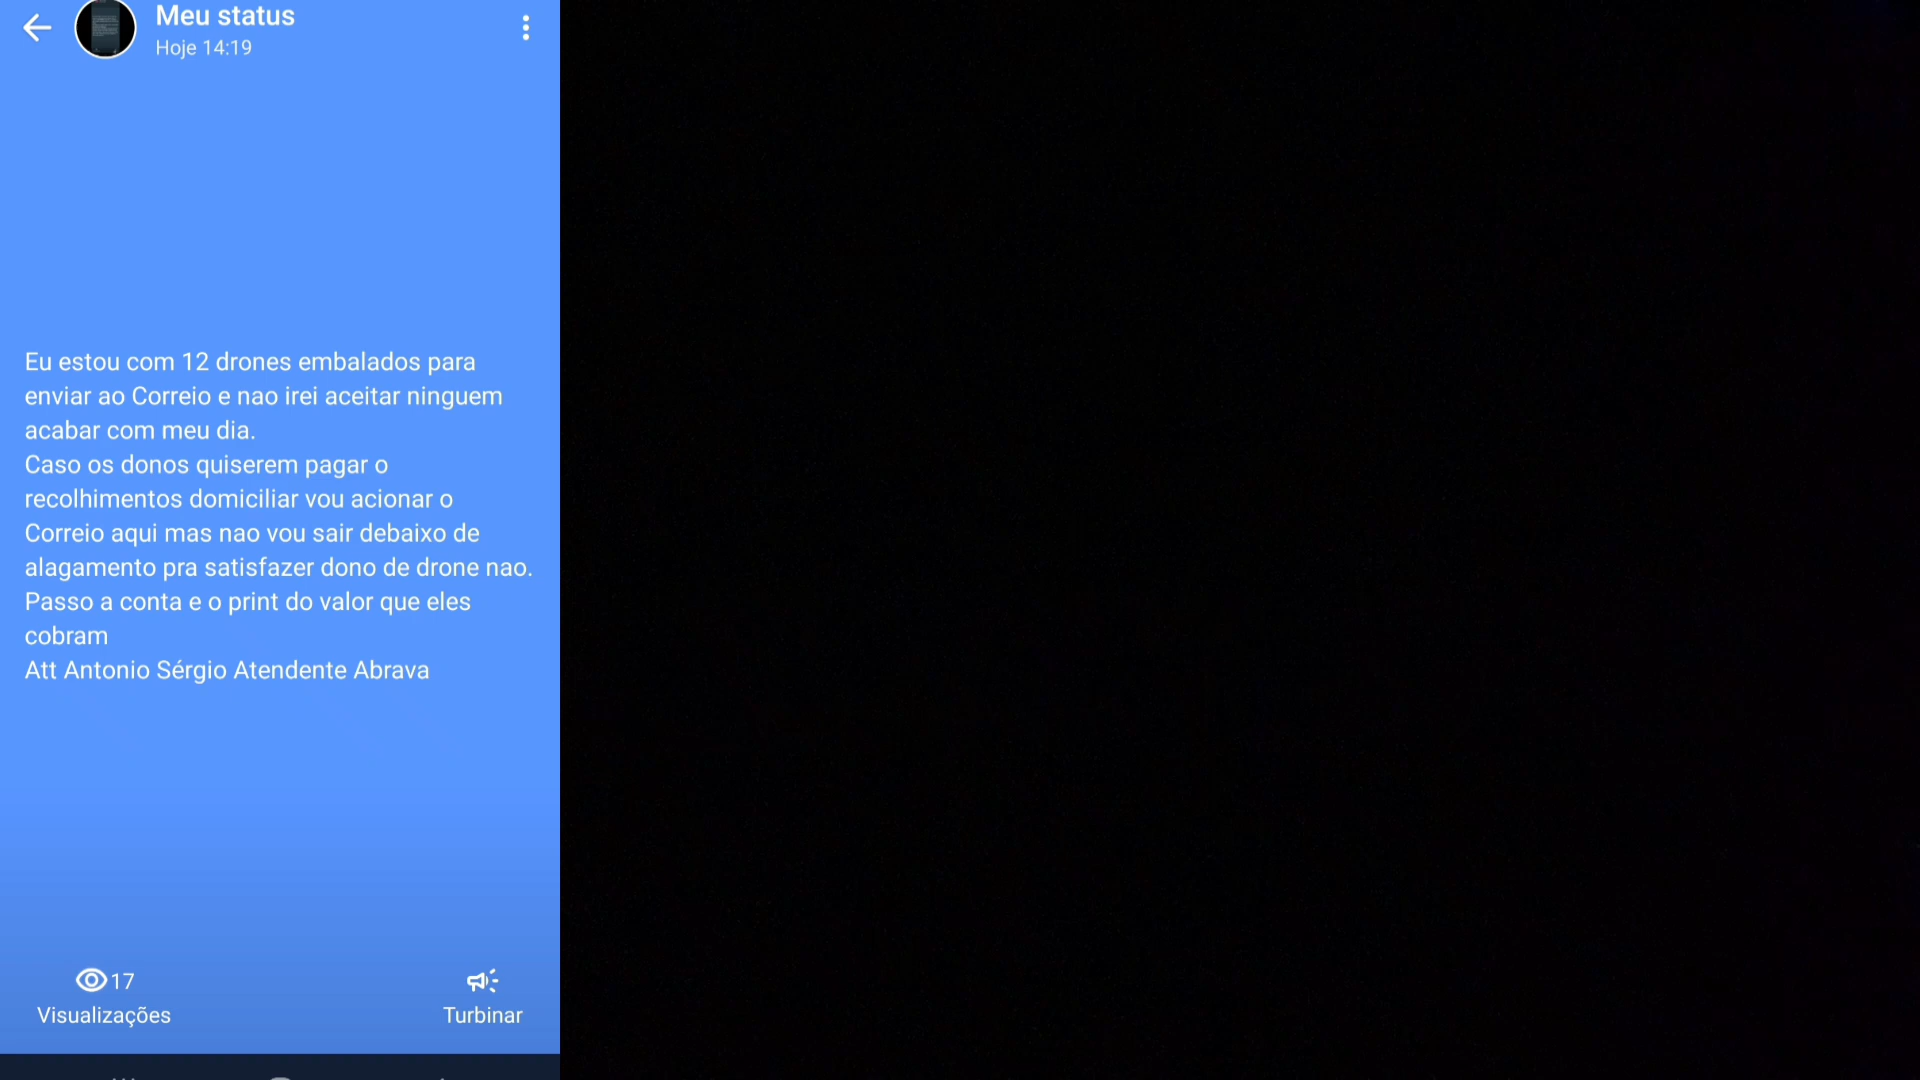 Meu status
Hoje 14:19
Eu estou com 12 drones embalados para
enviar ao Correio e nao irei aceitar ninguem
acabar com meu dia.
Caso os donos quiserem pagar o
recolhimentos domiciliar vou acionar o
Correio aqui mas nao vou sair debaixo de
alagamento pra satisfazer dono de drone nao.
Passo a conta e o print do valor que eles
cobram
Att Antonio Sérgio Atendente Abrava
17
Visualizações
Turbinar